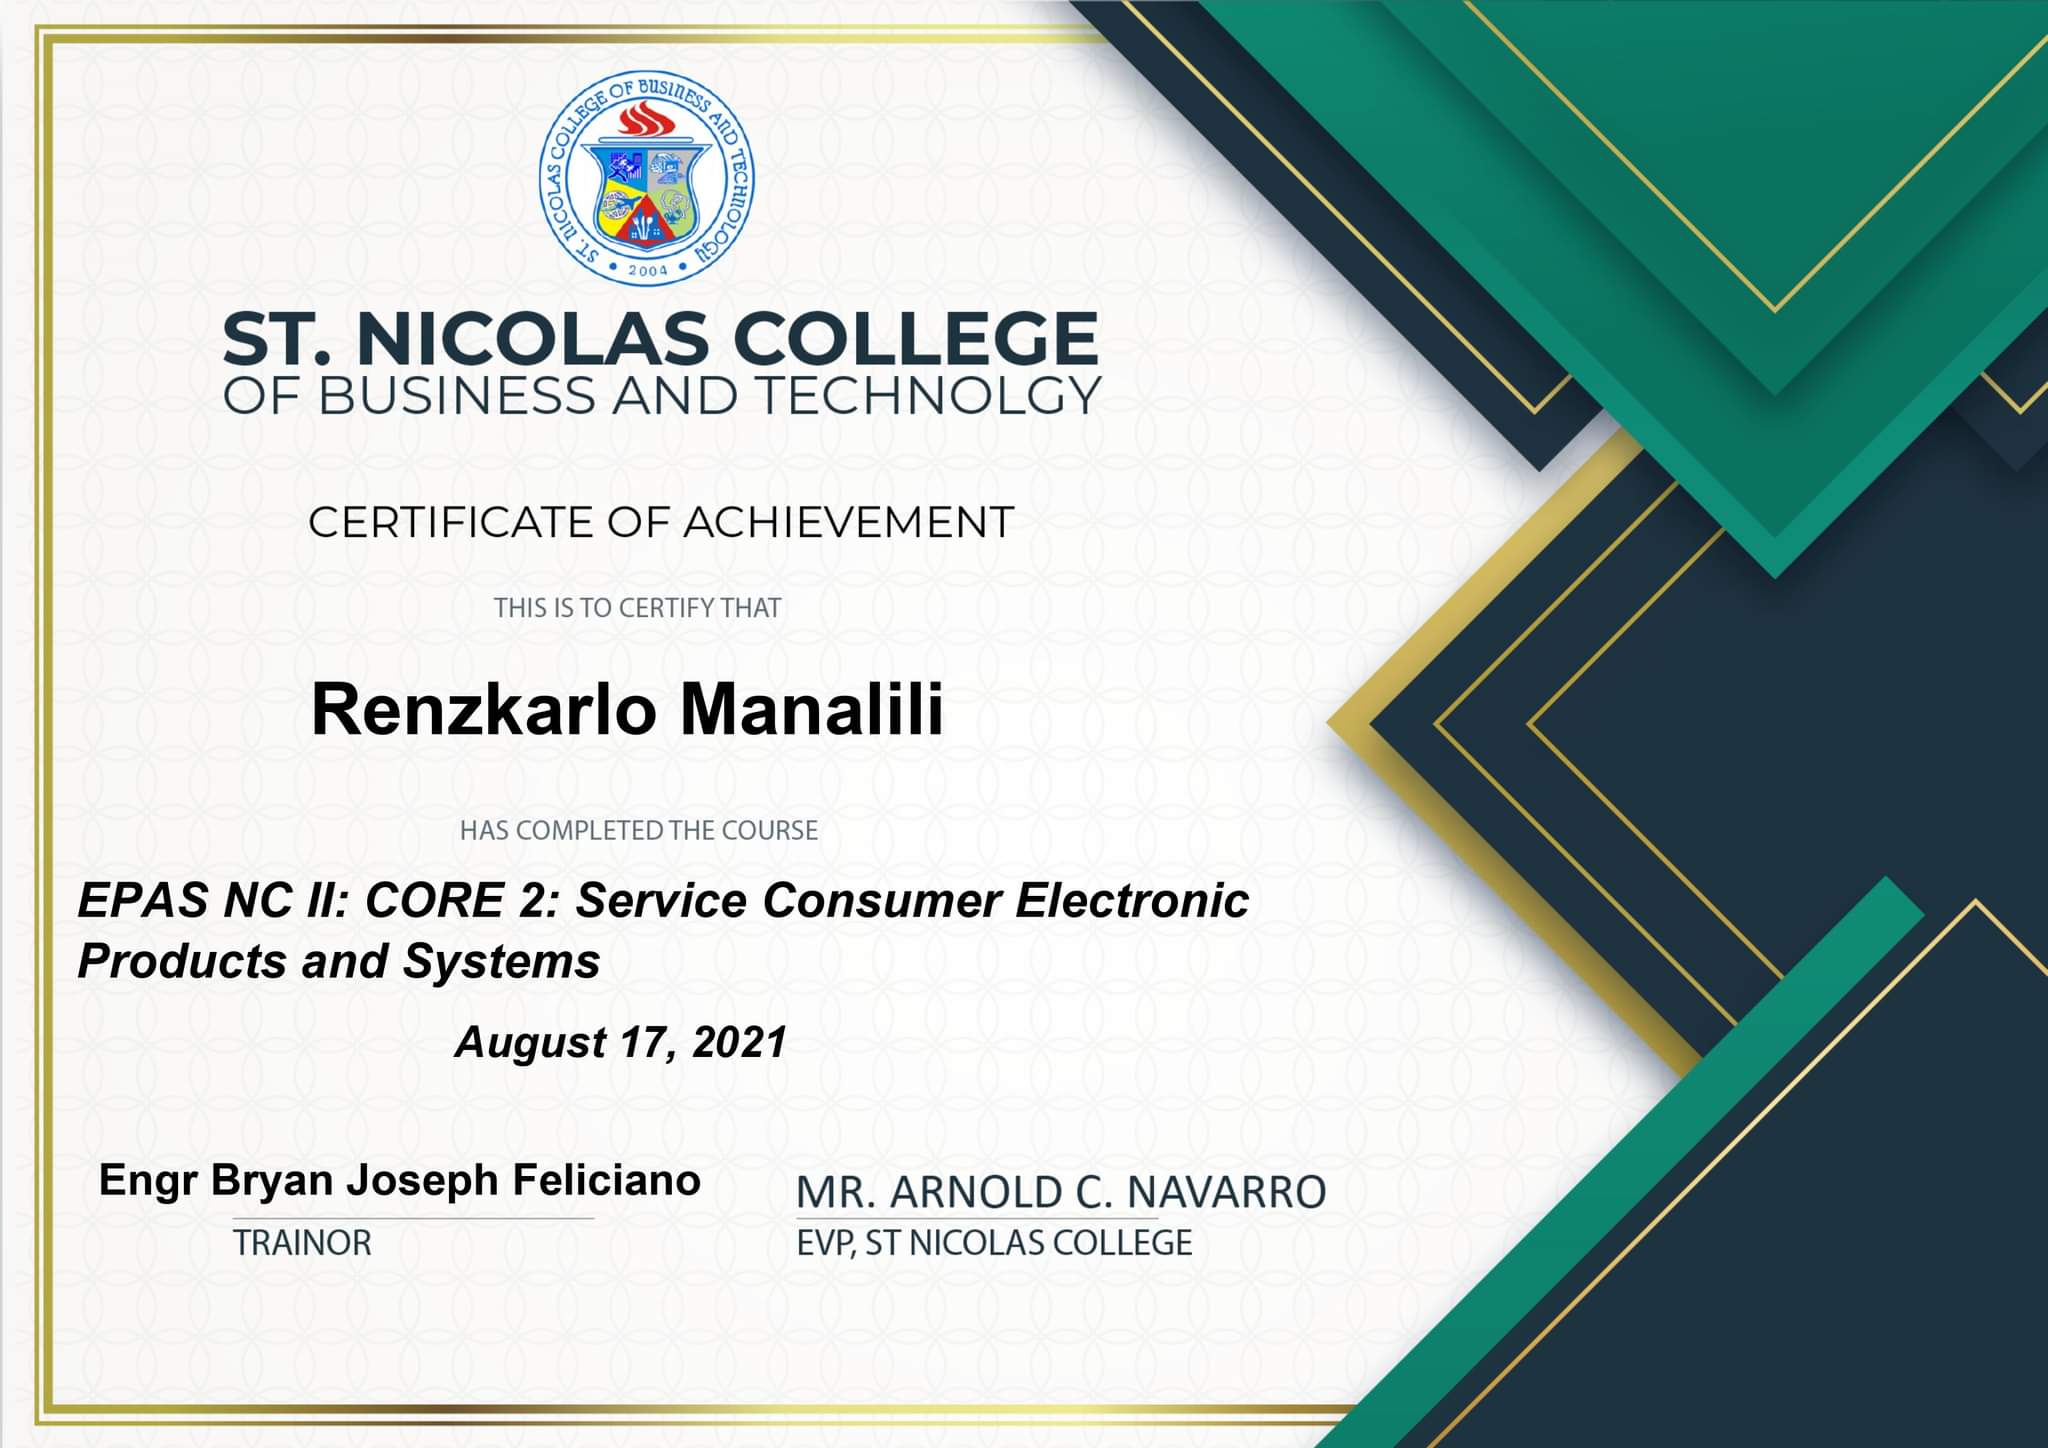 ST. NICOLAS COLLEGE OF BUSINESS AND TECHNOLOGY
2004
ST. NICOLAS COLLEGE
OF BUSINESS AND TECHNOLGY
CERTIFICATE OF ACHIEVEMENT
THIS IS TO CERTIFY THAT
Renzkarlo Manalili
HAS COMPLETED THE COURSE
EPAS NC II: CORE 2: Service Consumer Electronic
Products and Systems
August 17, 2021
Engr Bryan Joseph Feliciano
TRAINOR
MR. ARNOLD C. NAVARRO
EVP, ST NICOLAS COLLEGE